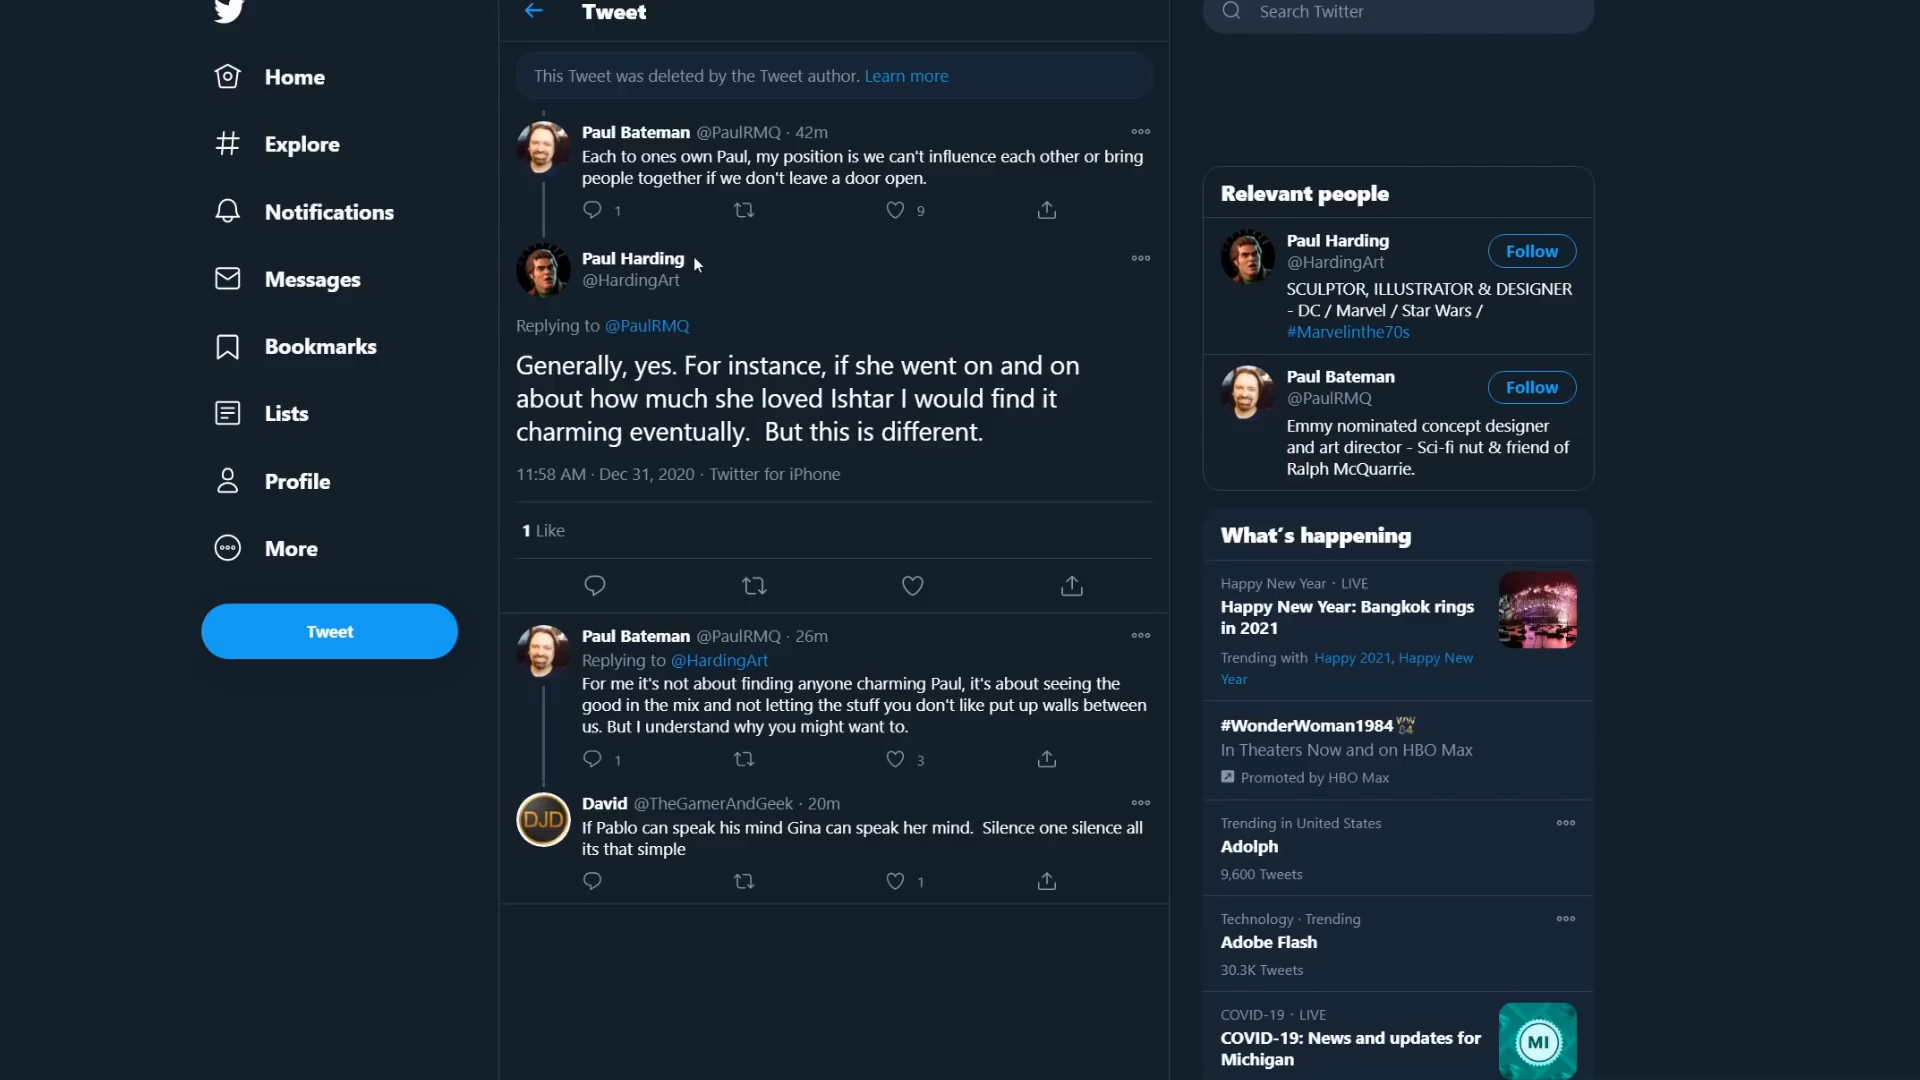 Home
Explore
Notifications
Messages
Bookmarks
Lists
Profile
More
Tweet
Tweet
This Tweet was deleted by the Tweet author. Learn more
Paul Bateman @PaulRMQ · 42m
Each to ones own Paul, my position is we can't influence each other or bring
people together if we don't leave a door open.
1
9
Paul Harding
@HardingArt
Replying to @PaulRMQ
Generally, yes. For instance, if she went on and on
about how much she loved Ishtar I would find it
charming eventually. But this is different.
11:58 AM · Dec 31, 2020 · Twitter for iPhone
1 Like
Paul Bateman @PaulRMQ · 26m
Replying to @HardingArt
For me it's not about finding anyone charming Paul, it's about seeing the
good in the mix and not letting the stuff you don't like put up walls between
us. But I understand why you might want to.
1
3
David @TheGamerAndGeek · 20m
DJD
If Pablo can speak his mind Gina can speak her mind. Silence one silence all
its that simple
1
Search Twitter
Relevant people
Paul Harding
@HardingArt
Follow
SCULPTOR, ILLUSTRATOR & DESIGNER
- DC / Marvel / Star Wars /
#Marvelinthe70s
Paul Bateman
@PaulRMQ
Follow
Emmy nominated concept designer
and art director - Sci-fi nut & friend of
Ralph McQuarrie.
What's happening
Happy New Year · LIVE
Happy New Year: Bangkok rings
in 2021
Trending with Happy 2021, Happy New
Year
#WonderWoman1984
In Theaters Now and on HBO Max
Promoted by HBO Max
Trending in United States
Adolph
9,600 Tweets
Technology · Trending
Adobe Flash
30.3K Tweets
COVID-19 · LIVE
COVID-19: News and updates for
Michigan
MI